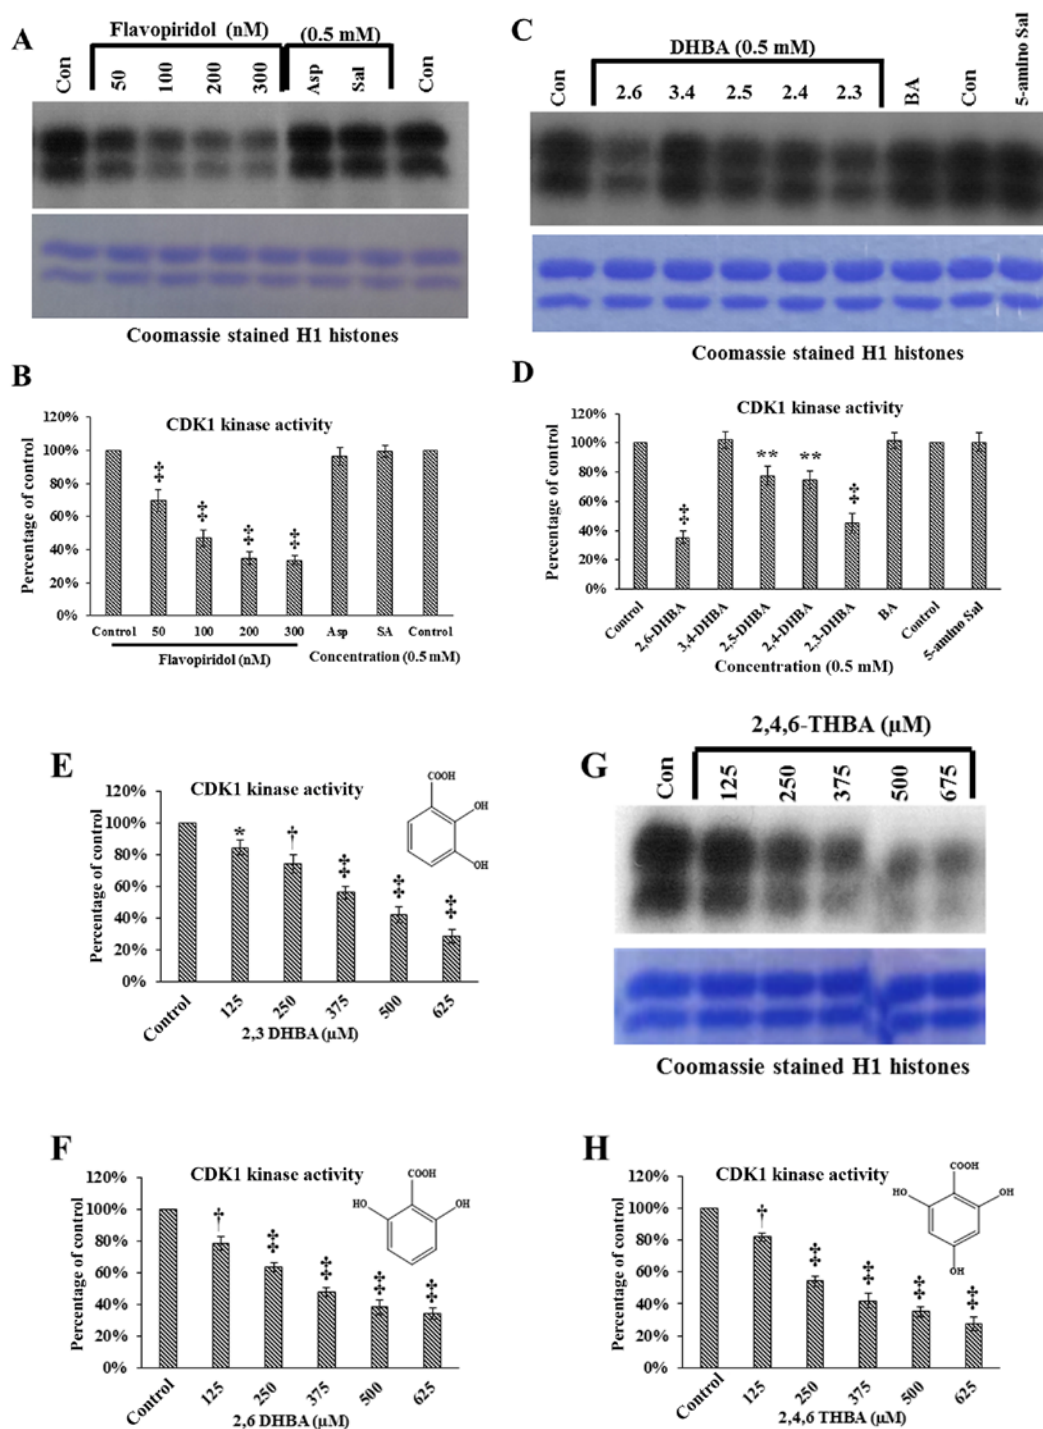 A
Flavopiridol (nM)
(0.5 mM)
Con
50
100
200
300
Asp
Sal
Con
Coomassie stained H1 histones
B
CDK1 kinase activity
Percentage of control
120%
100%
80%
60%
40%
20%
0%
‡‡
‡‡
‡‡
‡‡
Control 50 100 200 300 Asp SA Control
Flavopiridol (nM)
Concentration (0.5 mM)
C
DHBA (0.5 mM)
Con
2.6
3.4
2.5
2.4
2.3
BA
Con
5-amino Sal
Coomassie stained H1 histones
D
CDK1 kinase activity
Percentage of control
120%
100%
80%
60%
40%
20%
0%
‡‡
**
**
‡‡
Control
2,6-DHBA
3,4-DHBA
2,5-DHBA
2,4-DHBA
2,3-DHBA
BA
Control
5-amino Sal
Concentration (0.5 mM)
E
CDK1 kinase activity
COOH
OH
OH
Percentage of control
120%
100%
80%
60%
40%
20%
0%
*
†
‡‡
‡‡
‡‡
Control
125
250
375
500
625
2,3 DHBA (µM)
G
2,4,6-THBA (µM)
Con
125
250
375
500
675
Coomassie stained H1 histones
F
CDK1 kinase activity
COOH
HO
OH
Percentage of control
120%
100%
80%
60%
40%
20%
0%
†
‡‡
‡‡
‡‡
‡‡
Control
125
250
375
500
625
2,6 DHBA (µM)
H
CDK1 kinase activity
COOH
HO
OH
OH
Percentage of control
120%
100%
80%
60%
40%
20%
0%
†
‡‡
‡‡
‡‡
‡‡
Control
125
250
375
500
625
2,4,6 THBA (µM)